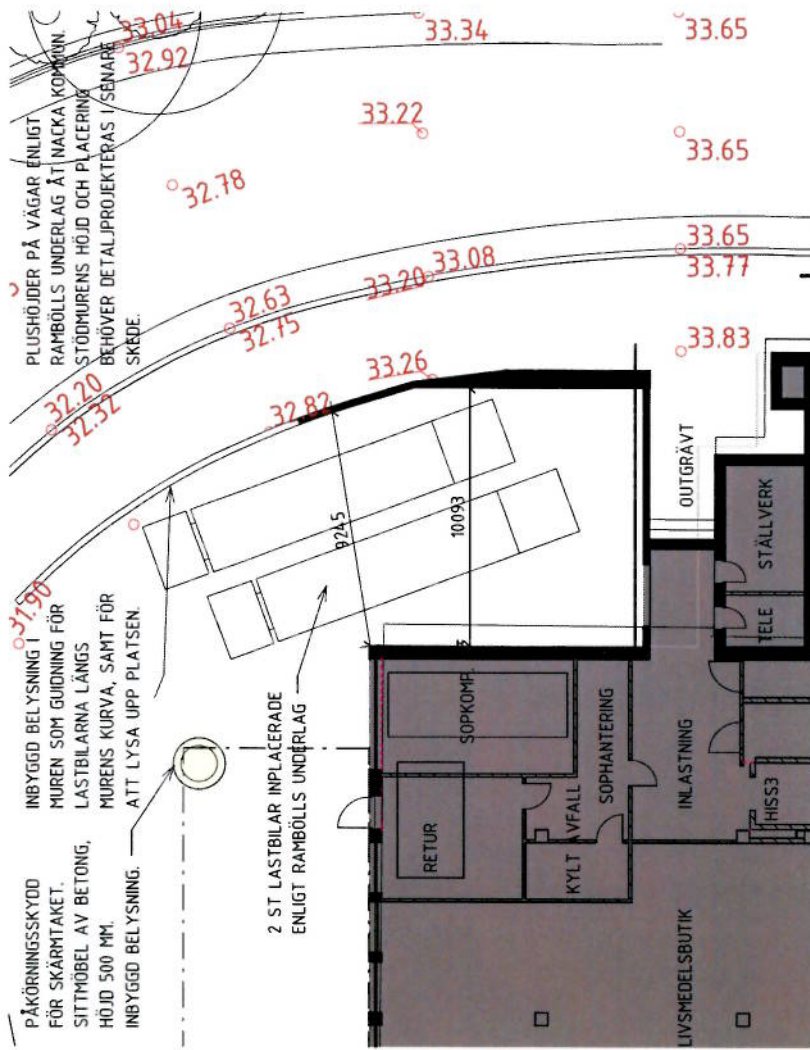 PLUSHÖJDER PÅ VÄGAR ENLIGT
RAMBÖLLS UNDERLAG ÅT NACKA KOMMUN.
STÖDMURENS HÖJD OCH PLACERING
BEHÖVER DETALJPROJEKTERAS I SENARE
SKEDE.
33.04
32.92
33.34
33.65
33.22
33.65
32.78
33.65
33.77
33.08
33.20
32.63
32.75
33.26
33.83
32.20
32.32
32.82
31.90
INBYGGD BELYSNING I
MUREN SOM GUIDNING FÖR
LASTBILARNA LÄNGS
MURENS KURVA, SAMT FÖR
ATT LYSA UPP PLATSEN.
PÅKÖRNINGSSKYDD
FÖR SKÄRMTAKET.
SITTMÖBEL AV BETONG,
HÖJD 500 MM.
INBYGGD BELYSNING.
2 ST LASTBILAR INPLACERADE
ENLIGT RAMBÖLLS UNDERLAG
9245
10093
OUTGRÄVT
STÄLLVERK
TELE
SOPKOMP.
SOPHANTERING
INLASTNING
RETUR
KYLT AVFALL
HISS3
LIVSMEDELSBUTIK